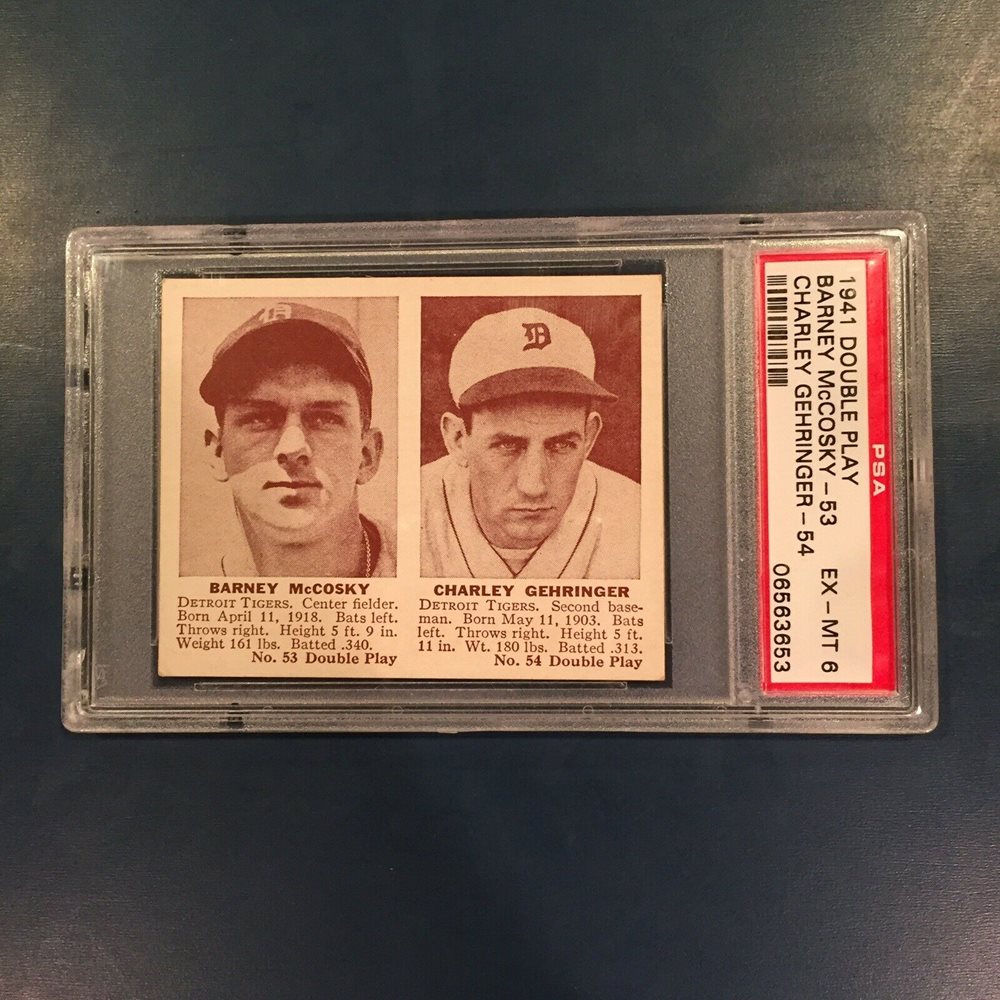 BARNEY McCOSKY
DETROIT TIGERS. Center fielder.
Born April 11, 1918. Bats left.
Throws right. Height 5 ft. 9 in.
Weight 161 lbs. Batted .340.
No. 53 Double Play
D
CHARLEY GEHRINGER
DETROIT TIGERS. Second base-
man. Born May 11, 1903. Bats
left. Throws right. Height 5 ft.
11 in. Wt. 180 lbs. Batted .313.
No. 54 Double Play
D
PSA
1941 DOUBLE PLAY
BARNEY McCOSKY – 53 EX – MT 6
CHARLEY GEHRINGER – 54
06563653